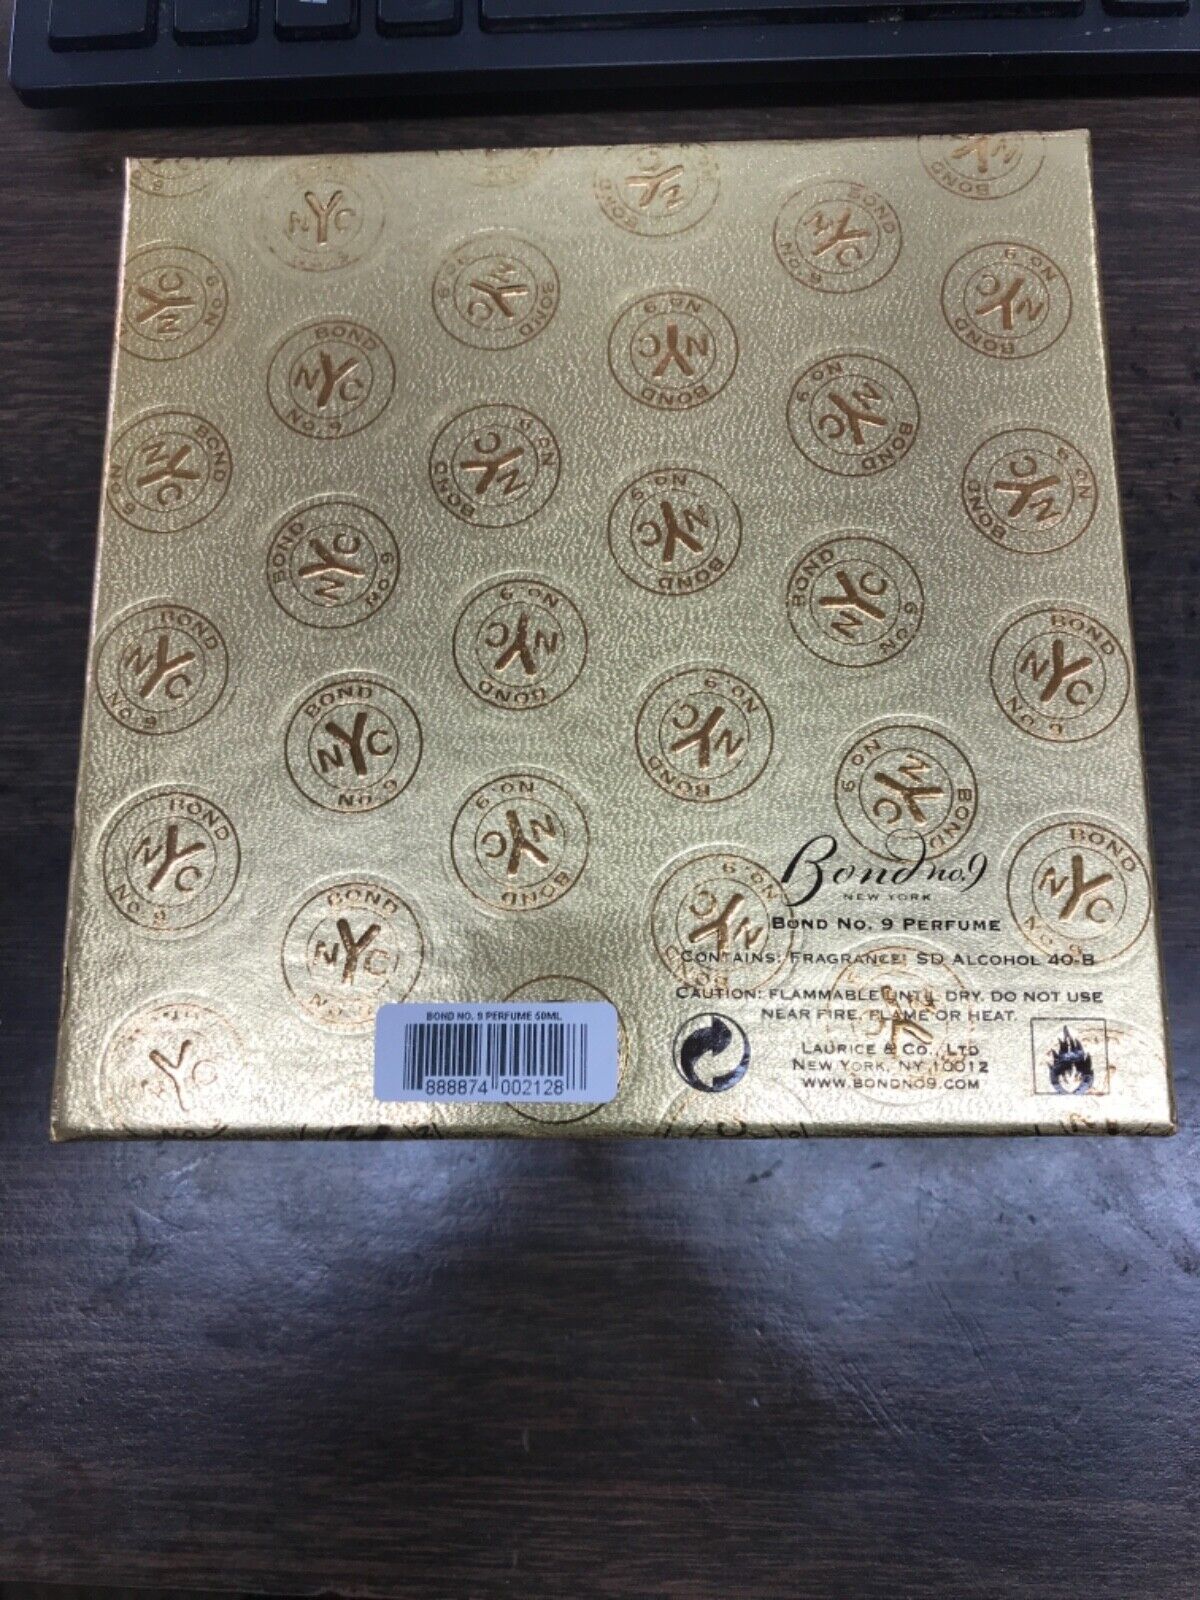 Bond no.9
NEW YORK
BOND NO. 9 PERFUME
CONTAINS: FRAGRANCE, SD ALCOHOL 40-B
CAUTION: FLAMMABLE UNTIL DRY. DO NOT USE
NEAR FIRE, FLAME OR HEAT.
LAURICE & CO., LTD
NEW YORK, NY 10012
WWW.BONDNO9.COM
BOND NO. 9 PERFUME 50ML
888874 002128
BOND
NYC
No. 9